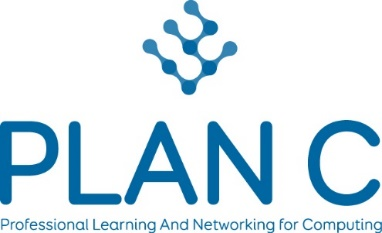 PLAN C
Professional Learning And Networking for Computing